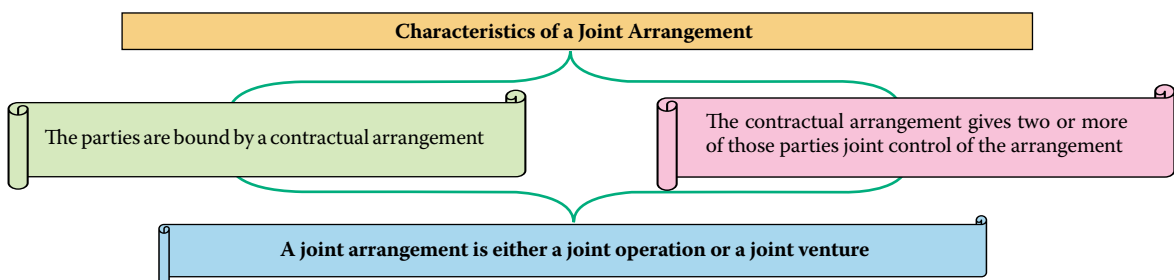 Characteristics of a Joint Arrangement
The parties are bound by a contractual arrangement
The contractual arrangement gives two or more
of those parties joint control of the arrangement
A joint arrangement is either a joint operation or a joint venture